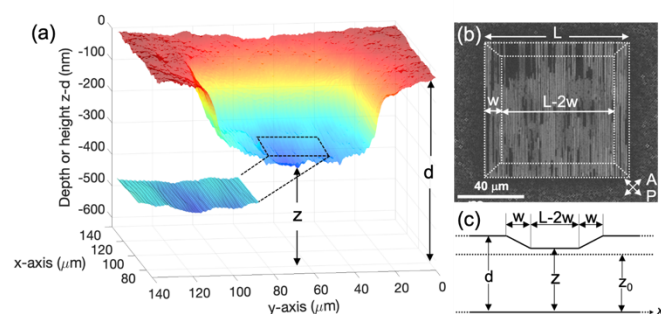 (a)
Depth or height z-d (nm)
0
-100
-200
-300
-400
-500
-600
140
120
100
80
x-axis (μm)
140
120
100
80
60
40
20
0
y-axis (μm)
z
d
(b)
L
w
L-2w
40 μm
A
P
(c)
w
L-2w
w
d
z
z₀
x